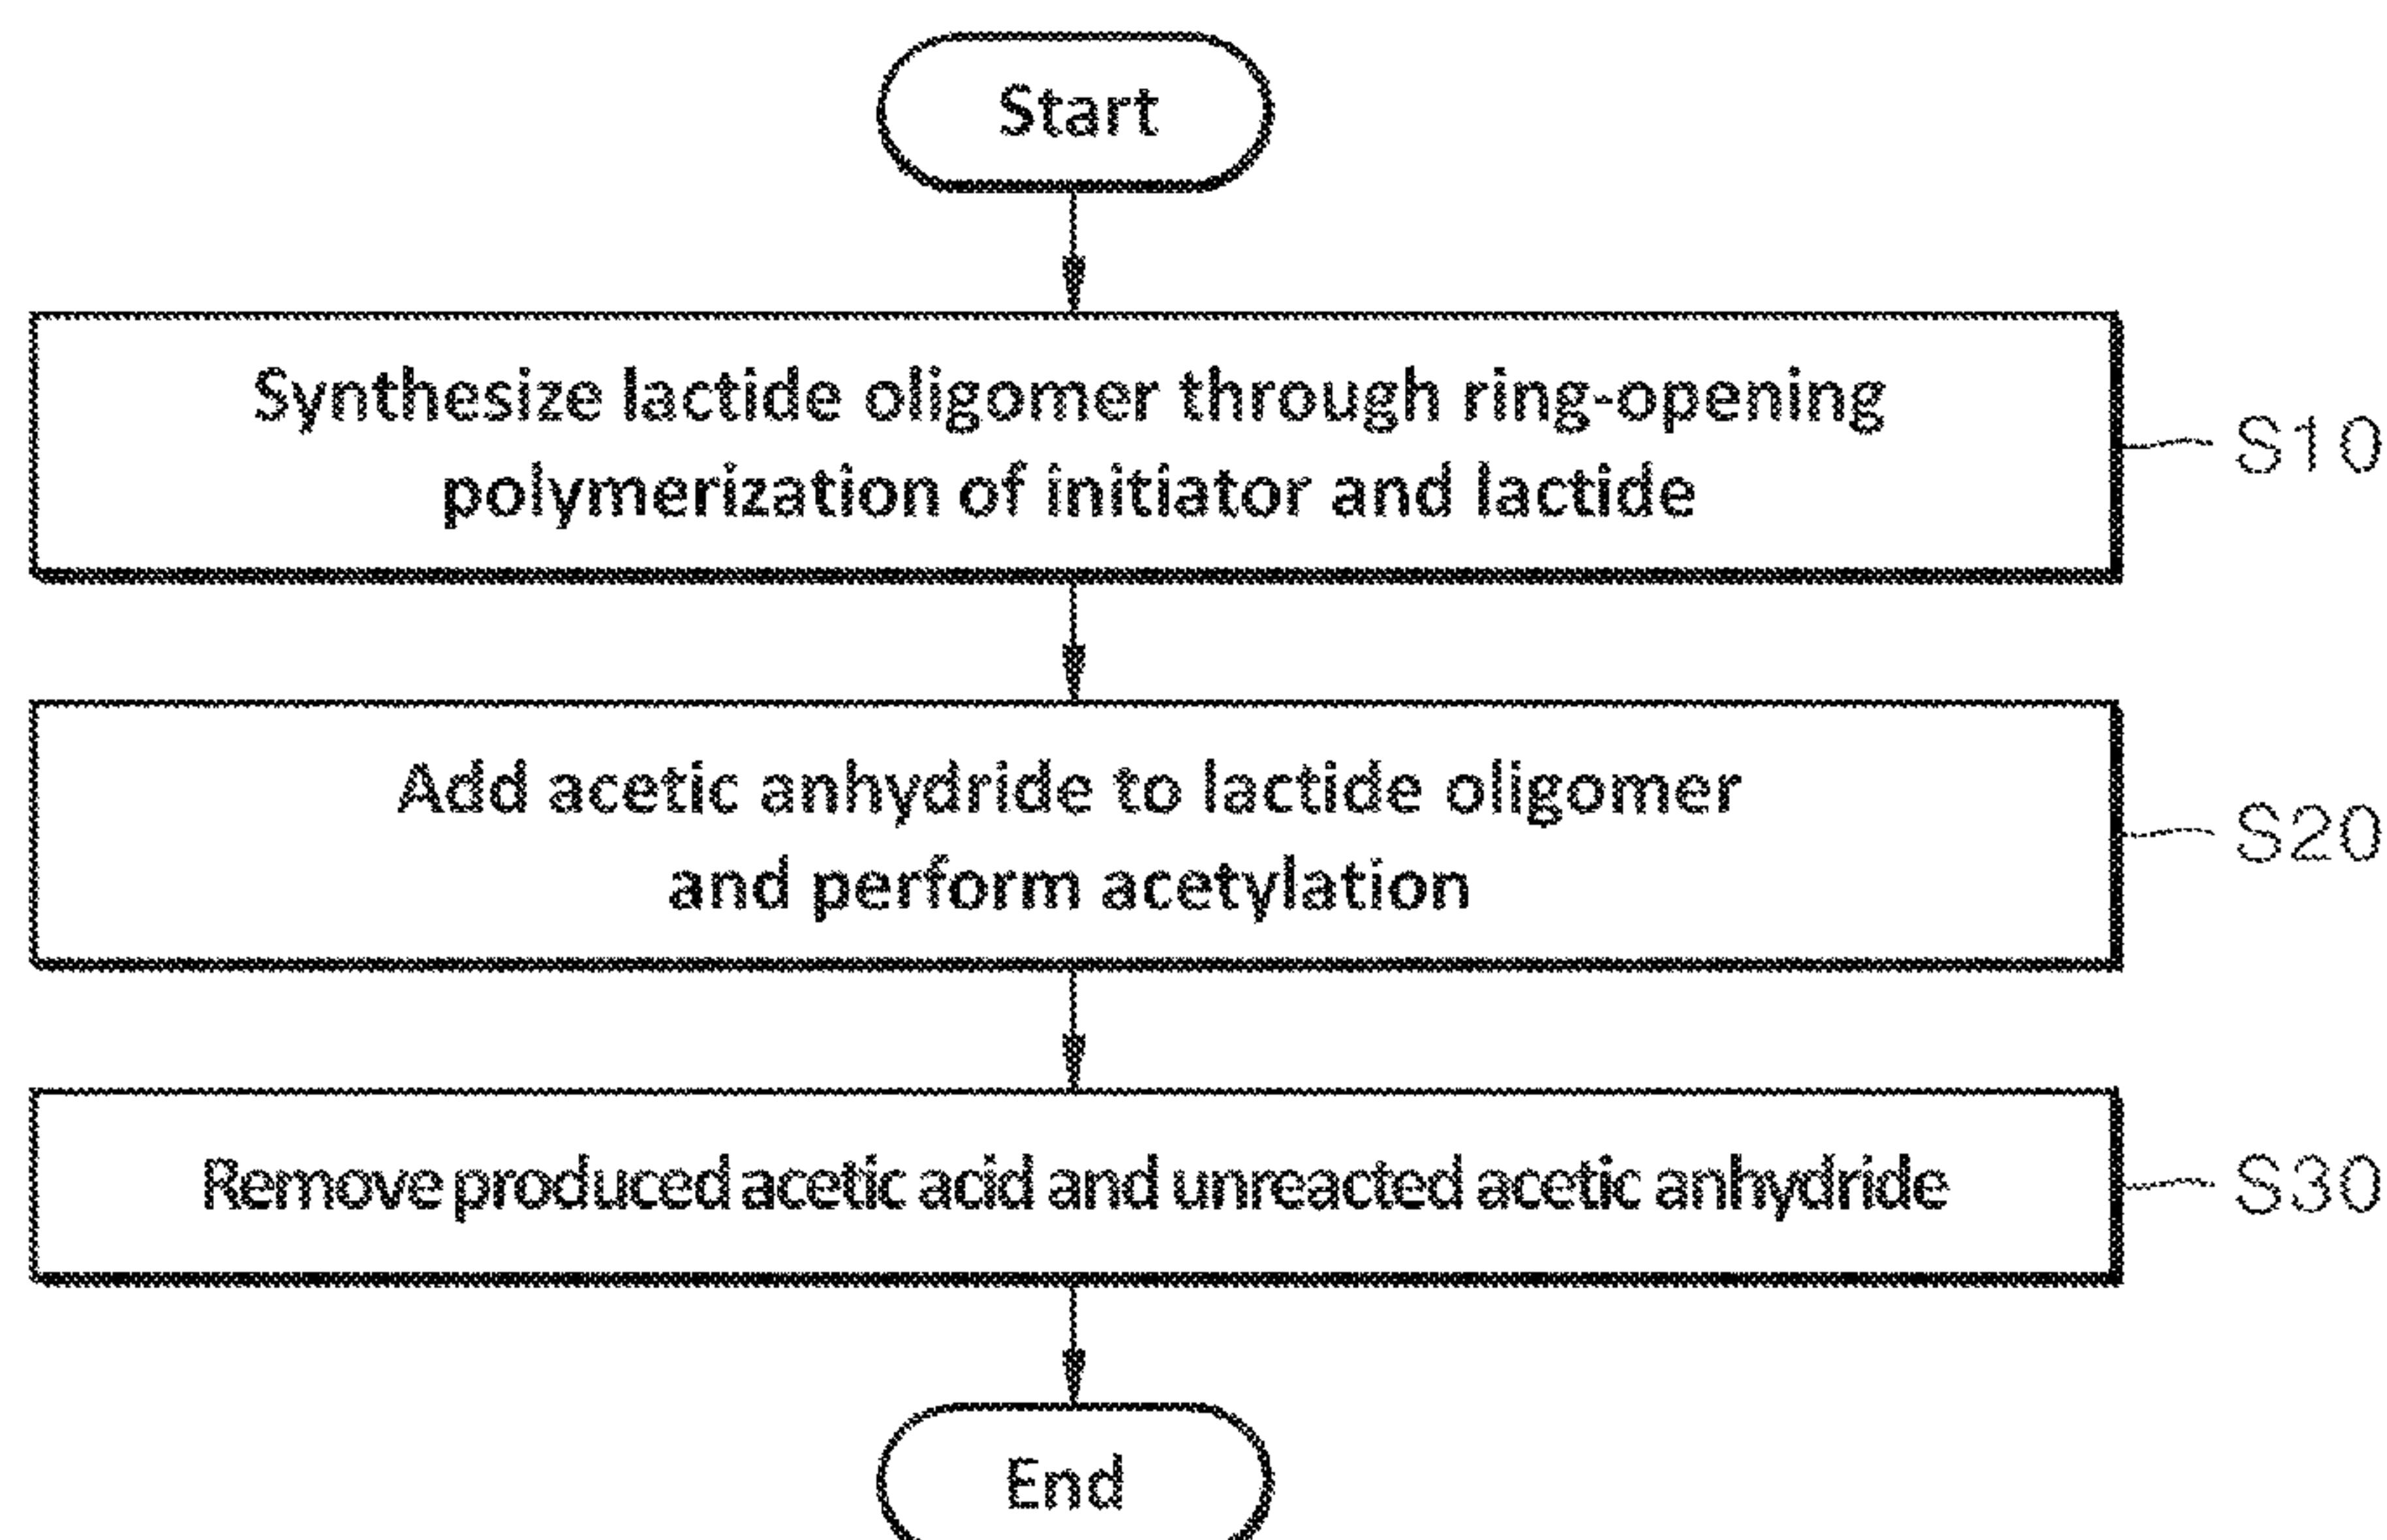 Start
Synthesize lactide oligomer through ring-opening
polymerization of initiator and lactide
S10
Add acetic anhydride to lactide oligomer
and perform acetylation
S20
Remove produced acetic acid and unreacted acetic anhydride
S30
End